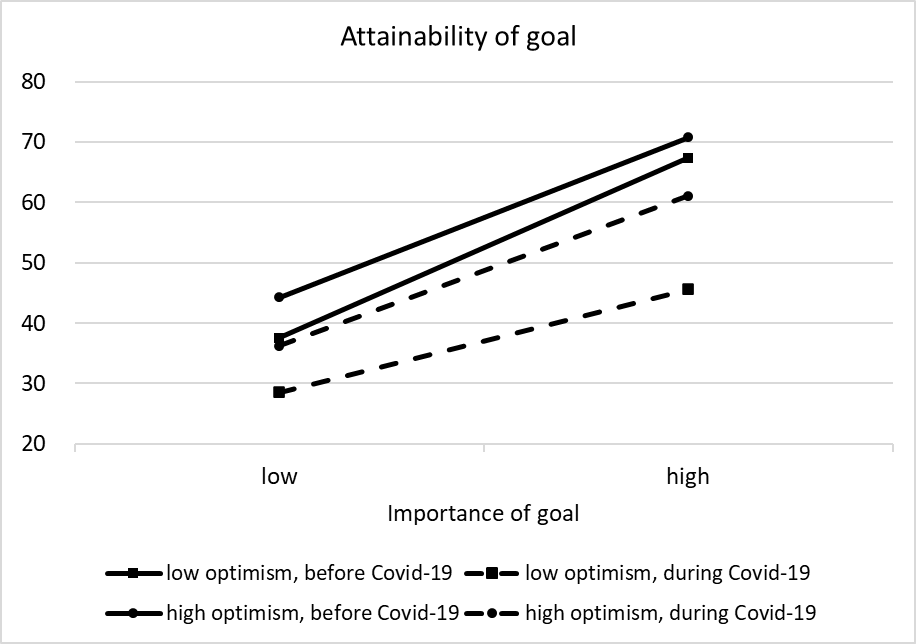 Attainability of goal
80
70
60
50
40
30
20
low high
Importance of goal
low optimism, before Covid-19 low optimism, during Covid-19
high optimism, before Covid-19 high optimism, during Covid-19